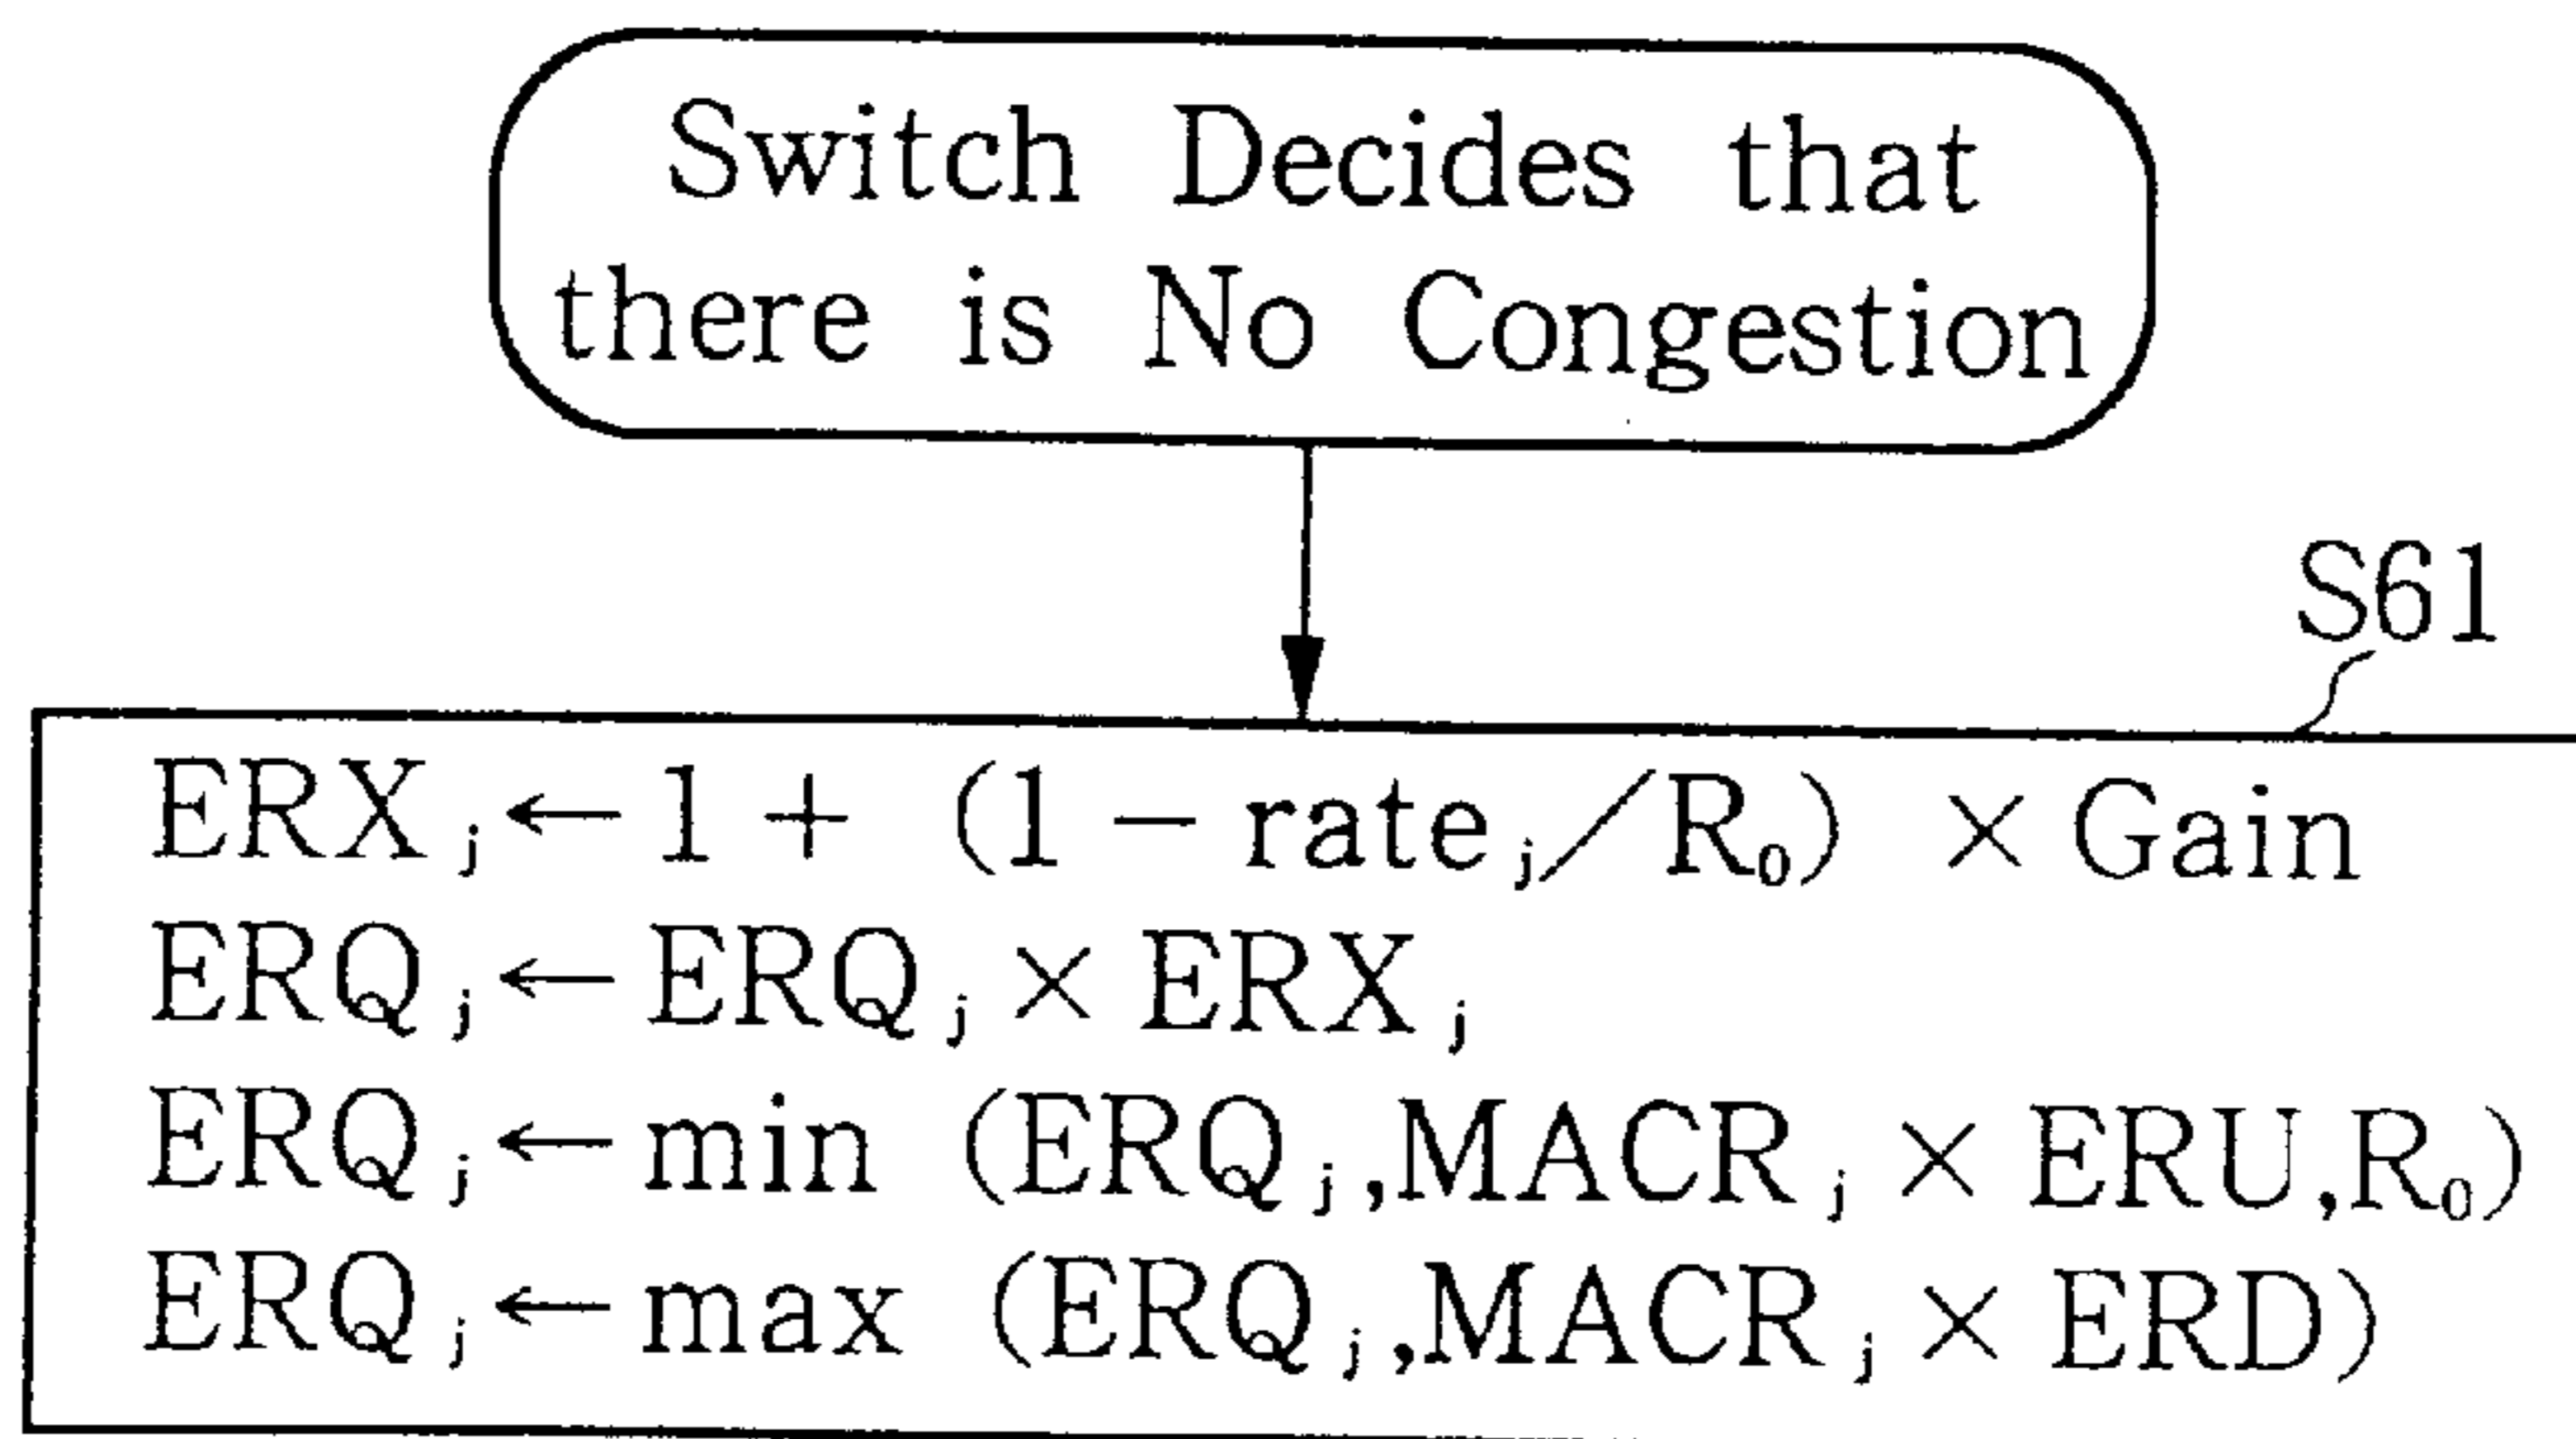 Switch Decides that
there is No Congestion
S61
ERXⱼ←1+ (1−rateⱼ/R₀) ×Gain
ERQⱼ←ERQⱼ×ERXⱼ
ERQⱼ←min (ERQⱼ,MACRⱼ×ERU,R₀)
ERQⱼ←max (ERQⱼ,MACRⱼ×ERD)